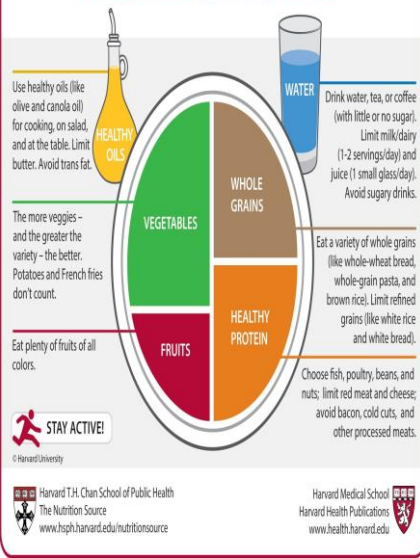 Use healthy oils (like
olive and canola oil)
for cooking, on salad,
and at the table. Limit
butter. Avoid trans fat.
HEALTHY
OILS
WATER
Drink water, tea, or coffee
(with little or no sugar).
Limit milk/dairy
(1-2 servings/day) and
juice (1 small glass/day).
Avoid sugary drinks.
The more veggies –
and the greater the
variety – the better.
Potatoes and French fries
don't count.
VEGETABLES
WHOLE
GRAINS
Eat a variety of whole grains
(like whole-wheat bread,
whole-grain pasta, and
brown rice). Limit refined
grains (like white rice
and white bread).
Eat plenty of fruits of all
colors.
FRUITS
HEALTHY
PROTEIN
Choose fish, poultry, beans, and
nuts; limit red meat and cheese;
avoid bacon, cold cuts, and
other processed meats.
STAY ACTIVE!
© Harvard University
Harvard T.H. Chan School of Public Health
The Nutrition Source
www.hsph.harvard.edu/nutritionsource
Harvard Medical School
Harvard Health Publications
www.health.harvard.edu